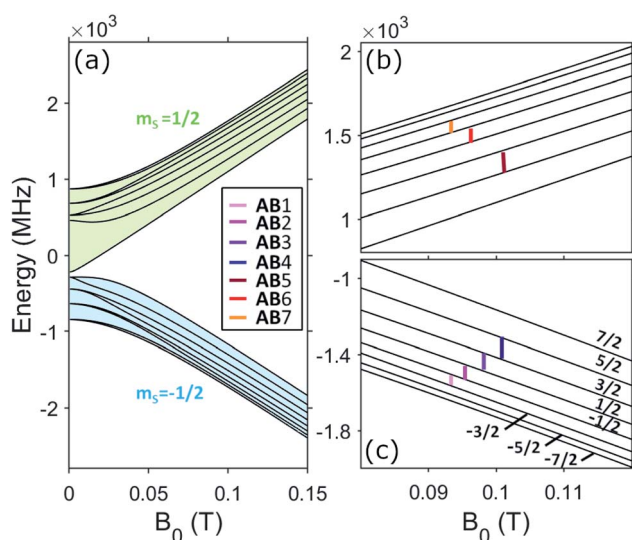 ×10³
(a)
mₛ=1/2
2
1
0
-1
-2
Energy (MHz)
mₛ=-1/2
0
0.05
0.1
0.15
B₀ (T)
AB1
AB2
AB3
AB4
AB5
AB6
AB7
×10³
2
(b)
1.5
1
-1
-1.4
-1.8
7/2
5/2
3/2
1/2
-1/2
-3/2
-5/2
-7/2
(c)
0.09
0.1
0.11
B₀ (T)